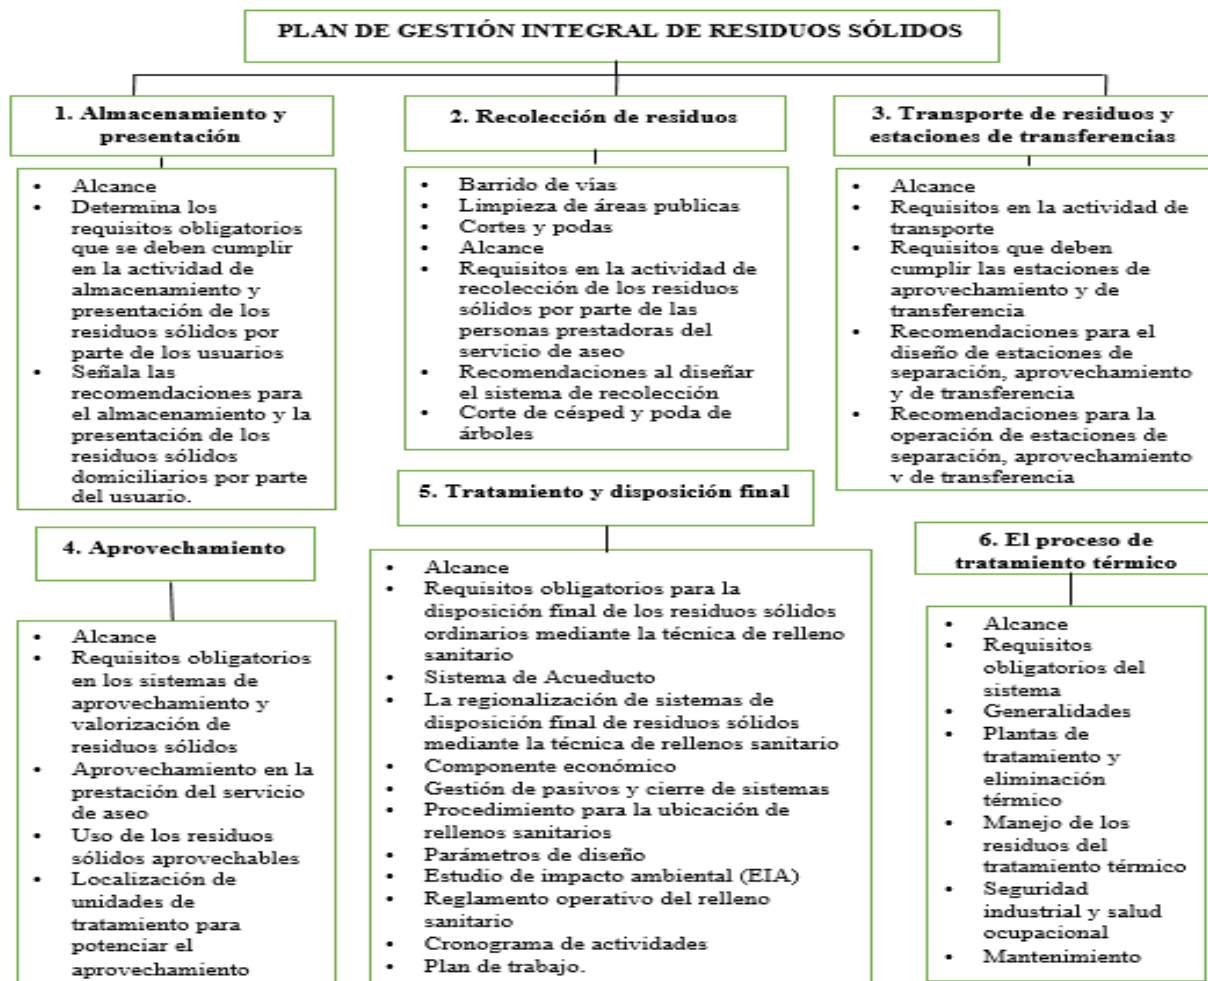 PLAN DE GESTIÓN INTEGRAL DE RESIDUOS SÓLIDOS
1. Almacenamiento y
presentación
• Alcance
• Determina los
requisitos obligatorios
que se deben cumplir
en la actividad de
almacenamiento y
presentación de los
residuos sólidos por
parte de los usuarios
• Señala las
recomendaciones para
el almacenamiento y la
presentación de los
residuos sólidos
domiciliarios por parte
del usuario.
2. Recolección de residuos
• Barrido de vías
• Limpieza de áreas publicas
• Cortes y podas
• Alcance
• Requisitos en la actividad de
recolección de los residuos
sólidos por parte de las
personas prestadoras del
servicio de aseo
• Recomendaciones al diseñar
el sistema de recolección
• Corte de césped y poda de
árboles
3. Transporte de residuos y
estaciones de transferencias
• Alcance
• Requisitos en la actividad de
transporte
• Requisitos que deben
cumplir las estaciones de
aprovechamiento y de
transferencia
• Recomendaciones para el
diseño de estaciones de
separación, aprovechamiento
y de transferencia
• Recomendaciones para la
operación de estaciones de
separación, aprovechamiento
y de transferencia
4. Aprovechamiento
• Alcance
• Requisitos obligatorios
en los sistemas de
aprovechamiento y
valorización de
residuos sólidos
• Aprovechamiento en la
prestación del servicio
de aseo
• Uso de los residuos
sólidos aprovechables
• Localización de
unidades de
tratamiento para
potenciar el
aprovechamiento
5. Tratamiento y disposición final
• Alcance
• Requisitos obligatorios para la
disposición final de los residuos sólidos
ordinarios mediante la técnica de relleno
sanitario
• Sistema de Acueducto
• La regionalización de sistemas de
disposición final de residuos sólidos
mediante la técnica de rellenos sanitario
• Componente económico
• Gestión de pasivos y cierre de sistemas
• Procedimiento para la ubicación de
rellenos sanitarios
• Parámetros de diseño
• Estudio de impacto ambiental (EIA)
• Reglamento operativo del relleno
sanitario
• Cronograma de actividades
• Plan de trabajo.
6. El proceso de
tratamiento térmico
• Alcance
• Requisitos
obligatorios del
sistema
• Generalidades
• Plantas de
tratamiento y
eliminación
térmico
• Manejo de los
residuos del
tratamiento térmico
• Seguridad
industrial y salud
ocupacional
• Mantenimiento